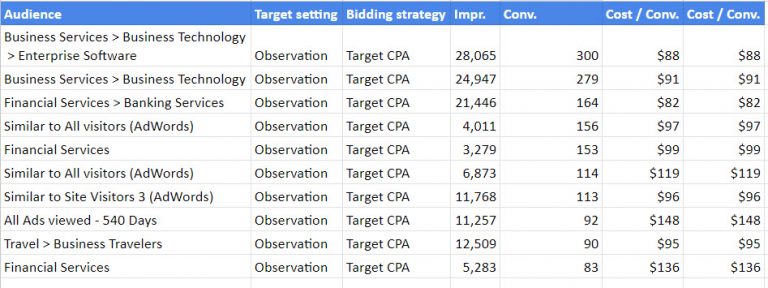 Audience Target setting Bidding strategy Impr. Conv. Cost / Conv. Cost / Conv.
Business Services > Business Technology
> Enterprise Software Observation Target CPA 28,065 300 $88 $88
Business Services > Business Technology Observation Target CPA 24,947 279 $91 $91
Financial Services > Banking Services Observation Target CPA 21,446 164 $82 $82
Similar to All visitors (AdWords) Observation Target CPA 4,011 156 $97 $97
Financial Services Observation Target CPA 3,279 153 $99 $99
Similar to All visitors (AdWords) Observation Target CPA 6,873 114 $119 $119
Similar to Site Visitors 3 (AdWords) Observation Target CPA 11,768 113 $96 $96
All Ads viewed - 540 Days Observation Target CPA 11,257 92 $148 $148
Travel > Business Travelers Observation Target CPA 12,509 90 $95 $95
Financial Services Observation Target CPA 5,283 83 $136 $136